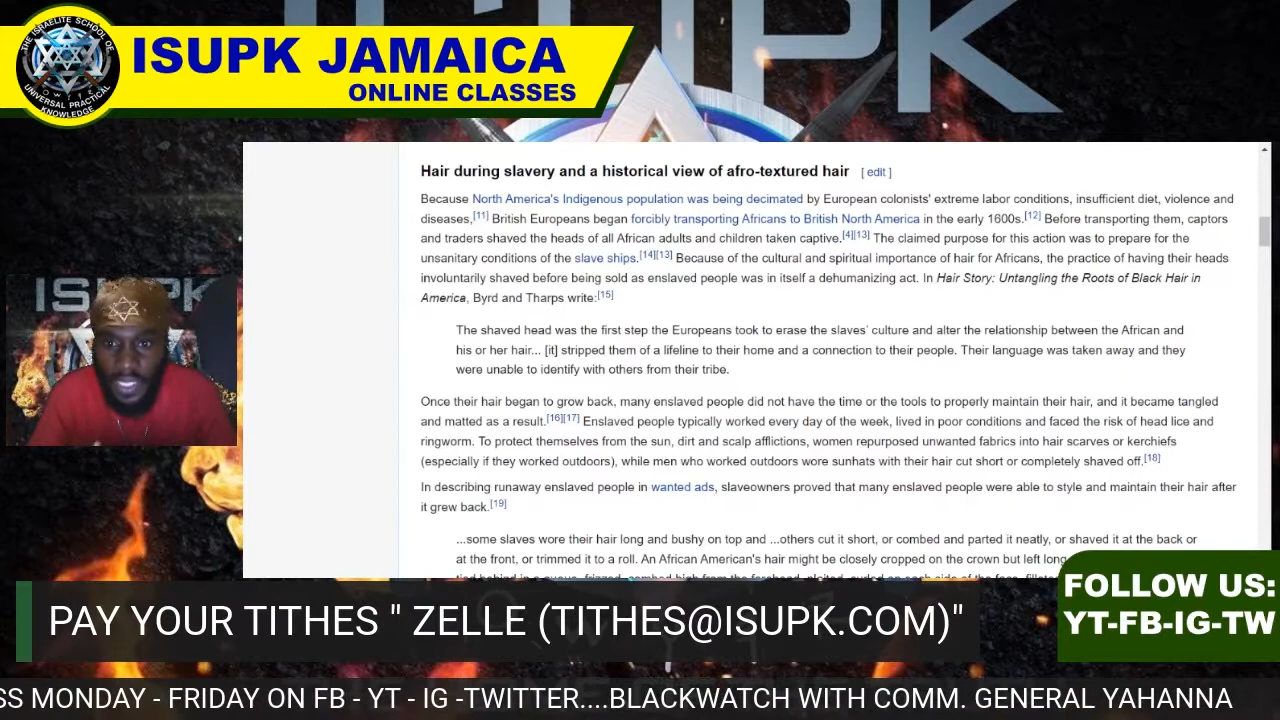 ISUPK
THE ISRAELITE SCHOOL OF
UNIVERSAL PRACTICAL
KNOWLEDGE
ISUPK JAMAICA
ONLINE CLASSES
Hair during slavery and a historical view of afro-textured hair [ edit ]
Because North America's Indigenous population was being decimated by European colonists' extreme labor conditions, insufficient diet, violence and
diseases,[11] British Europeans began forcibly transporting Africans to British North America in the early 1600s.[12] Before transporting them, captors
and traders shaved the heads of all African adults and children taken captive.[4][13] The claimed purpose for this action was to prepare for the
unsanitary conditions of the slave ships.[14][13] Because of the cultural and spiritual importance of hair for Africans, the practice of having their heads
involuntarily shaved before being sold as enslaved people was in itself a dehumanizing act. In Hair Story: Untangling the Roots of Black Hair in
America, Byrd and Tharps write:[15]
The shaved head was the first step the Europeans took to erase the slaves' culture and alter the relationship between the African and
his or her hair... [it] stripped them of a lifeline to their home and a connection to their people. Their language was taken away and they
were unable to identify with others from their tribe.
Once their hair began to grow back, many enslaved people did not have the time or the tools to properly maintain their hair, and it became tangled
and matted as a result.[16][17] Enslaved people typically worked every day of the week, lived in poor conditions and faced the risk of head lice and
ringworm. To protect themselves from the sun, dirt and scalp afflictions, women repurposed unwanted fabrics into hair scarves or kerchiefs
(especially if they worked outdoors), while men who worked outdoors wore sunhats with their hair cut short or completely shaved off.[18]
In describing runaway enslaved people in wanted ads, slaveowners proved that many enslaved people were able to style and maintain their hair after
it grew back.[19]
...some slaves wore their hair long and bushy on top and ...others cut it short, or combed and parted it neatly, or shaved it at the back or
at the front, or trimmed it to a roll. An African American's hair might be closely cropped on the crown but left long
ISUPK
PAY YOUR TITHES " ZELLE (TITHES@ISUPK.COM)"
FOLLOW US:
YT-FB-IG-TW
SS MONDAY - FRIDAY ON FB - YT - IG -TWITTER....BLACKWATCH WITH COMM. GENERAL YAHANNA